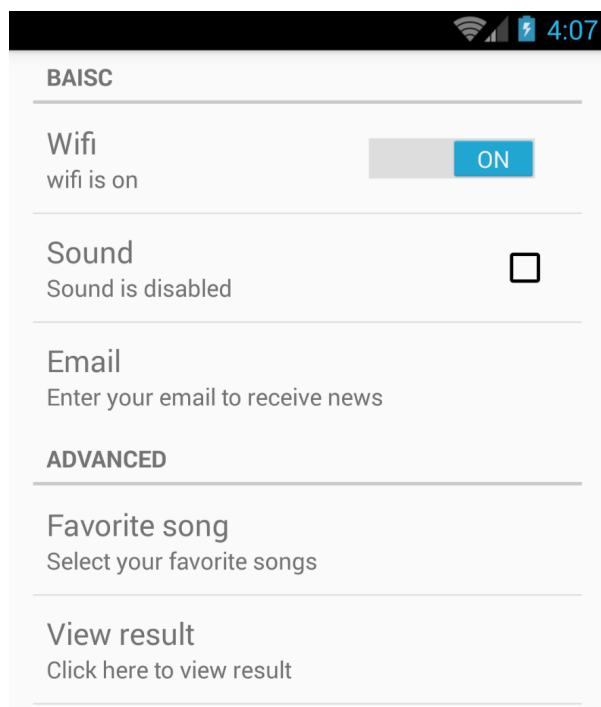 4:07
BAISC
Wifi
ON
wifi is on
Sound
Sound is disabled
Email
Enter your email to receive news
ADVANCED
Favorite song
Select your favorite songs
View result
Click here to view result